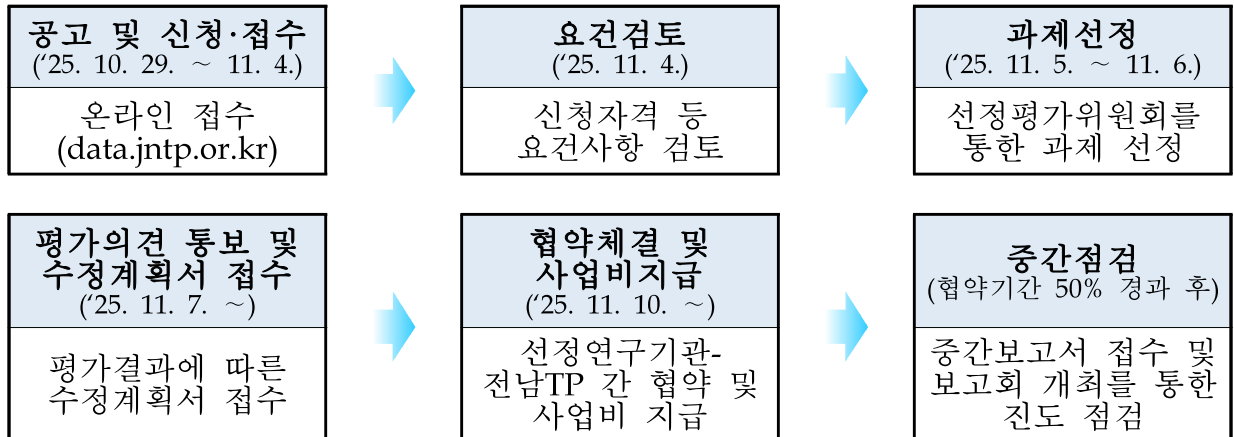 공고 및 신청·접수
(‘25. 10. 29. ~ 11. 4.)
온라인 접수
(data.jntp.or.kr)
요건검토
(‘25. 11. 4.)
신청자격 등
요건사항 검토
과제선정
(‘25. 11. 5. ~ 11. 6.)
선정평가위원회를
통한 과제 선정
평가의견 통보 및
수정계획서 접수
(‘25. 11. 7. ~)
평가결과에 따른
수정계획서 접수
협약체결 및
사업비지급
(‘25. 11. 10. ~)
선정연구기관-
전남TP 간 협약 및
사업비 지급
중간점검
(협약기간 50% 경과 후)
중간보고서 접수 및
보고회 개최를 통한
진도 점검